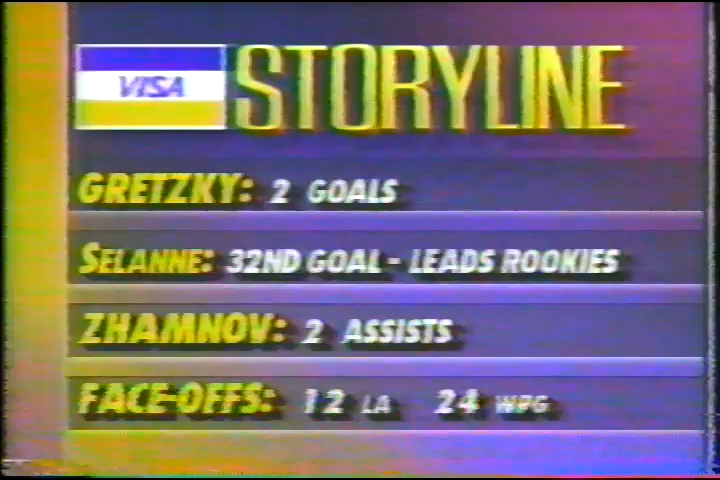 VISA STORYLINE
GRETZKY: 2 GOALS
SELANNE: 32ND GOAL - LEADS ROOKIES
ZHAMNOV: 2 ASSISTS
FACE-OFFS: 12 LA 24 WPG